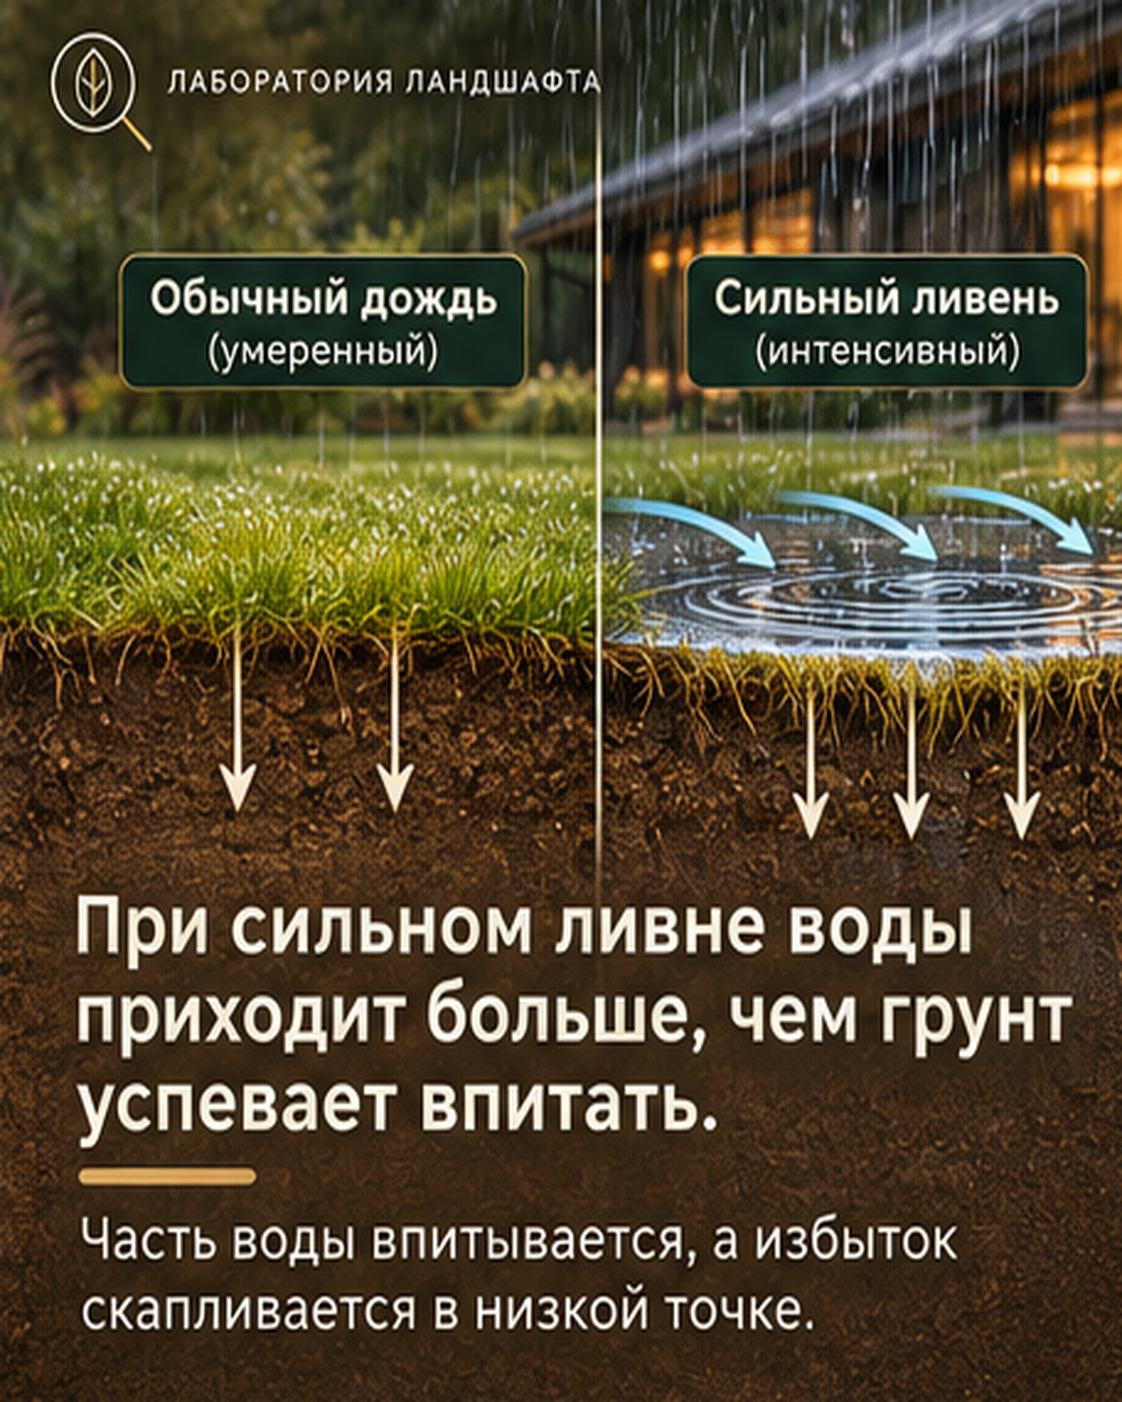 ЛАБОРАТОРИЯ ЛАНДШАФТА
Обычный дождь
(умеренный)
Сильный ливень
(интенсивный)
При сильном ливне воды
приходит больше, чем грунт
успевает впитать.
Часть воды впитывается, а избыток
скапливается в низкой точке.